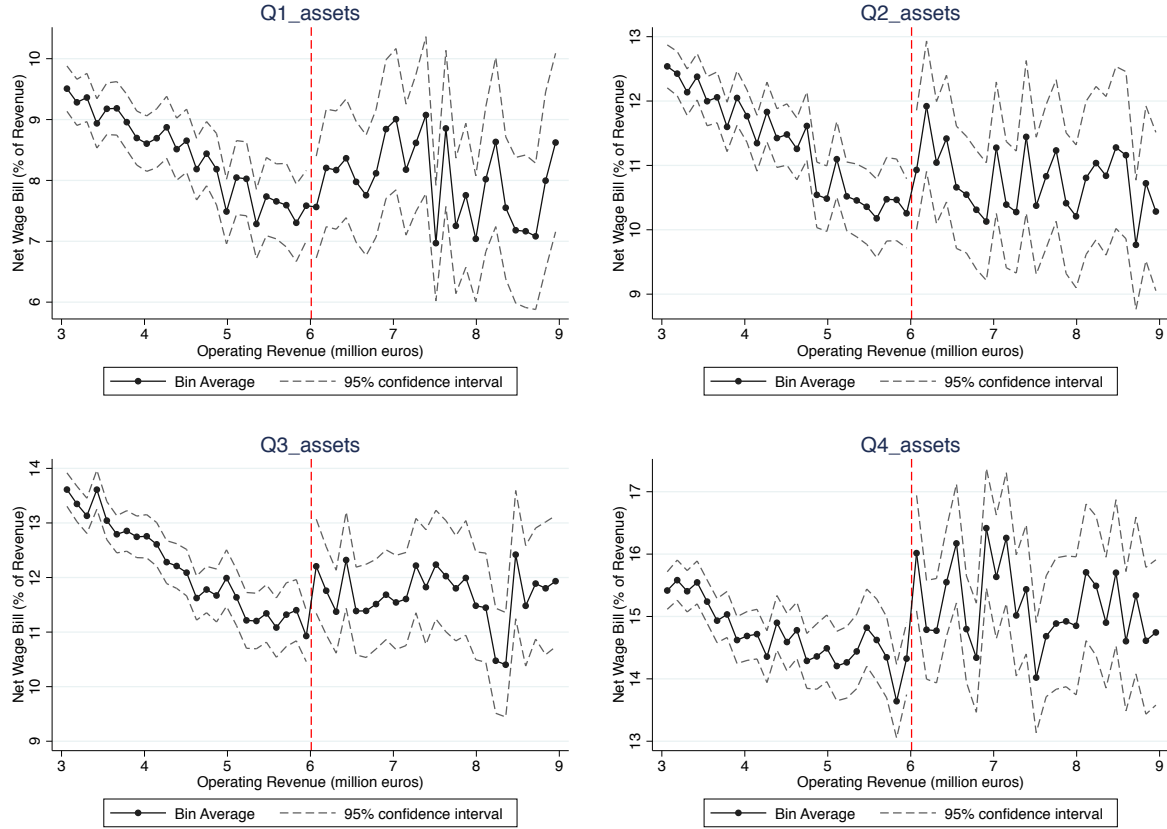 Q1_assets
Net Wage Bill (% of Revenue)
10
9
8
7
6
3 4 5 6 7 8 9
Operating Revenue (million euros)
Bin Average 95% confidence interval
Q2_assets
Net Wage Bill (% of Revenue)
13
12
11
10
9
3 4 5 6 7 8 9
Operating Revenue (million euros)
Bin Average 95% confidence interval
Q3_assets
Net Wage Bill (% of Revenue)
14
13
12
11
10
9
3 4 5 6 7 8 9
Operating Revenue (million euros)
Bin Average 95% confidence interval
Q4_assets
Net Wage Bill (% of Revenue)
17
16
15
14
13
3 4 5 6 7 8 9
Operating Revenue (million euros)
Bin Average 95% confidence interval